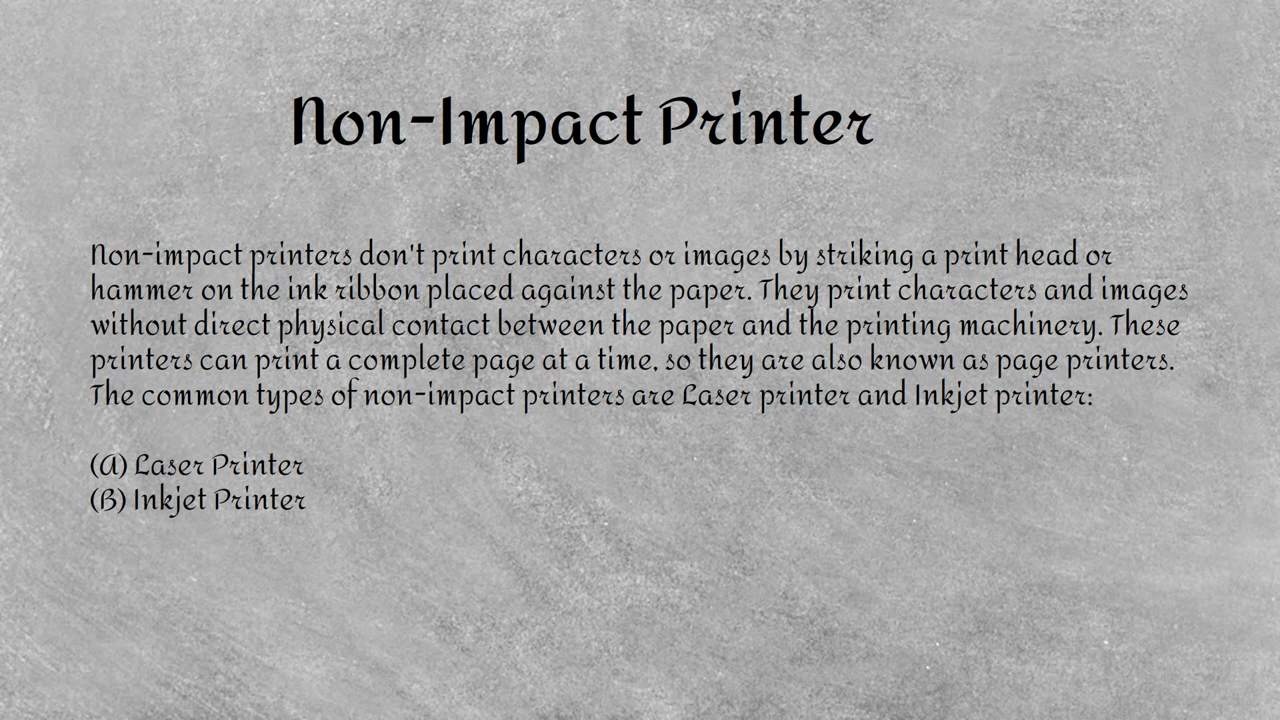 Non-Impact Printer
Non-impact printers don't print characters or images by striking a print head or
hammer on the ink ribbon placed against the paper. They print characters and images
without direct physical contact between the paper and the printing machinery. These
printers can print a complete page at a time, so they are also known as page printers.
The common types of non-impact printers are Laser printer and Inkjet printer:
(A) Laser Printer
(B) Inkjet Printer